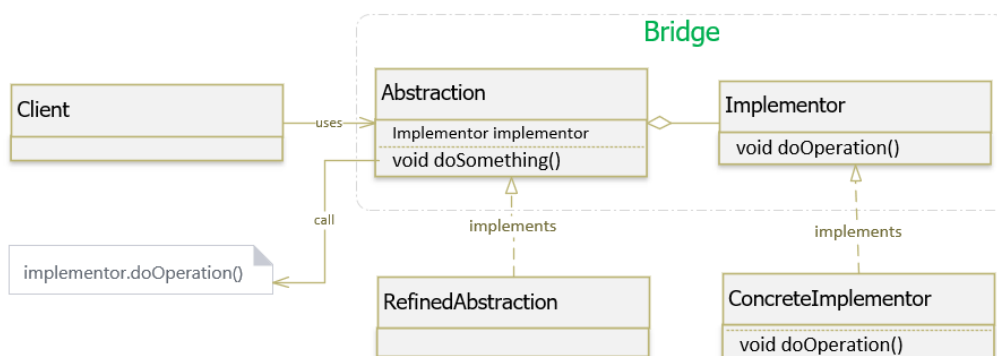 Bridge
Client
uses
Abstraction
Implementor implementor
void doSomething()
Implementor
void doOperation()
call
implements
implements
implementor.doOperation()
RefinedAbstraction
ConcreteImplementor
void doOperation()